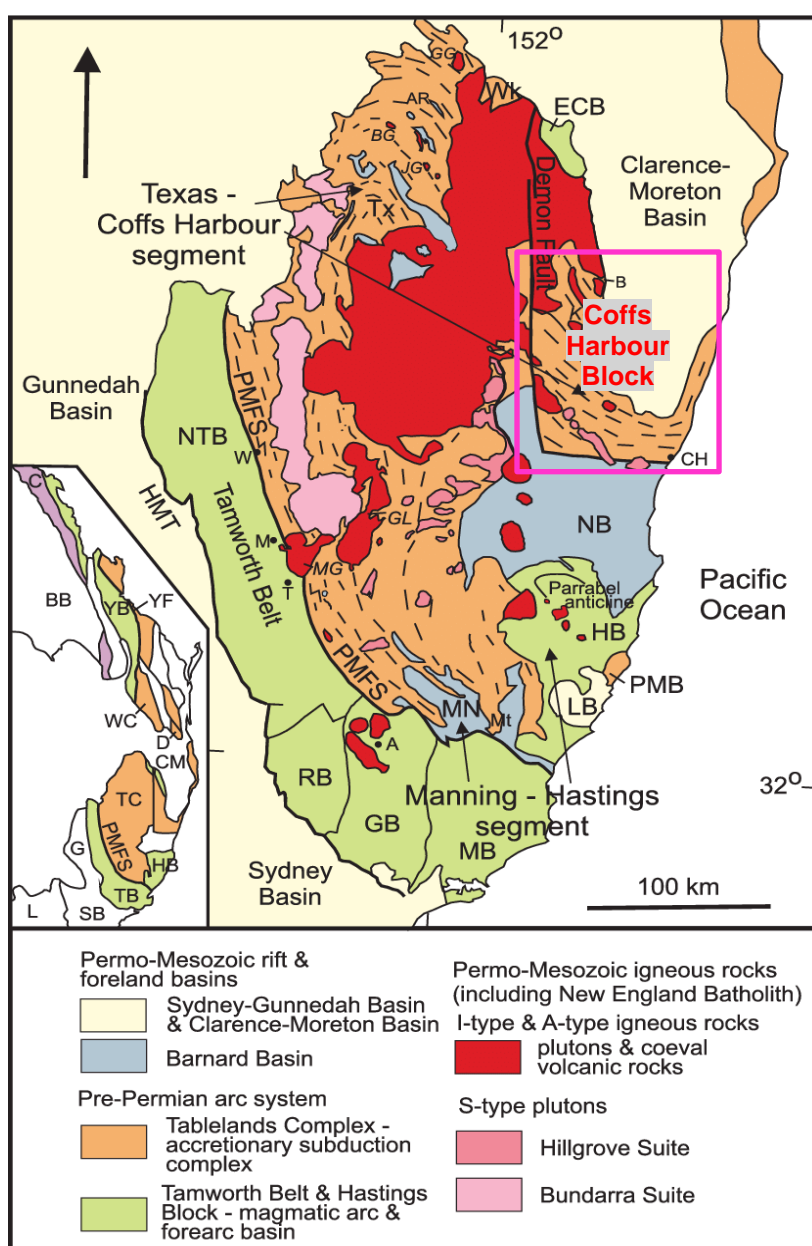 152o
GG
Wk
AR
ECB
BG
IG
Clarence-
Moreton
Basin
Demon Fault
Texas -
Coffs Harbour
segment
Tx
B
Coffs
Harbour
Block
Gunnedah
Basin
PMFS
NTB
W
CH
HMT
Tamworth Belt
GL
NB
M
MG
T
Pacific
Ocean
Parrabel
anticline
HB
PMFS
PMB
LB
MN
Mt
A
RB
GB
32o
Manning - Hastings
segment
MB
Sydney
Basin
100 km
C
BB
YB
YF
WC
D
CM
TC
G
PMFS
HB
TB
L
SB
Permo-Mesozoic rift &
foreland basins
Sydney-Gunnedah Basin
& Clarence-Moreton Basin
Barnard Basin
Pre-Permian arc system
Tablelands Complex -
accretionary subduction
complex
Tamworth Belt & Hastings
Block - magmatic arc &
forearc basin
Permo-Mesozoic igneous rocks
(including New England Batholith)
I-type & A-type igneous rocks
plutons & coeval
volcanic rocks
S-type plutons
Hillgrove Suite
Bundarra Suite